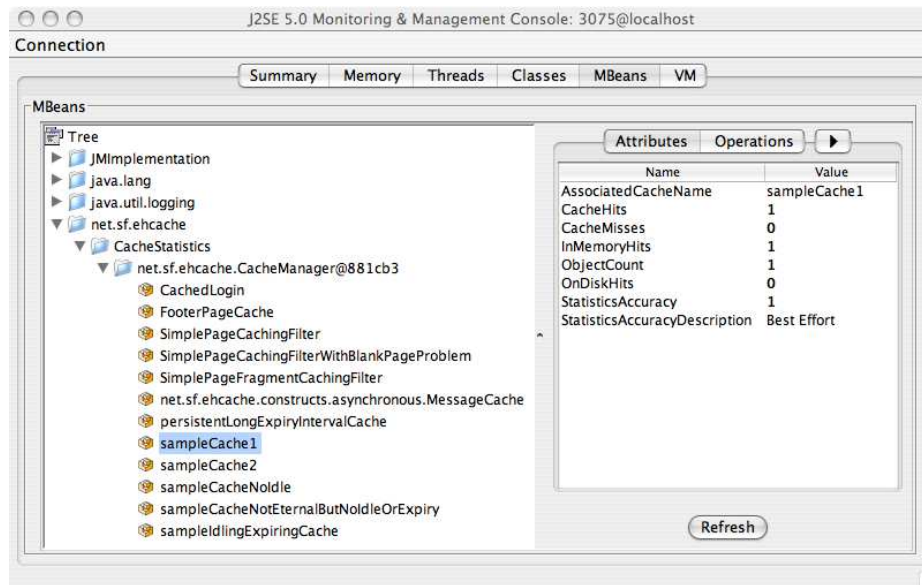 J2SE 5.0 Monitoring & Management Console: 3075@localhost
Connection
Summary Memory Threads Classes MBeans VM
MBeans
Tree
JMImplementation
java.lang
java.util.logging
net.sf.ehcache
CacheStatistics
net.sf.ehcache.CacheManager@881cb3
CachedLogin
FooterPageCache
SimplePageCachingFilter
SimplePageCachingFilterWithBlankPageProblem
SimplePageFragmentCachingFilter
net.sf.ehcache.constructs.asynchronous.MessageCache
persistentLongExpiryIntervalCache
sampleCache1
sampleCache2
sampleCacheNoIdle
sampleCacheNotEternalButNoIdleOrExpiry
sampleIdlingExpiringCache
Attributes Operations
Name Value
AssociatedCacheName sampleCache1
CacheHits 1
CacheMisses 0
InMemoryHits 1
ObjectCount 1
OnDiskHits 0
StatisticsAccuracy 1
StatisticsAccuracyDescription Best Effort
Refresh